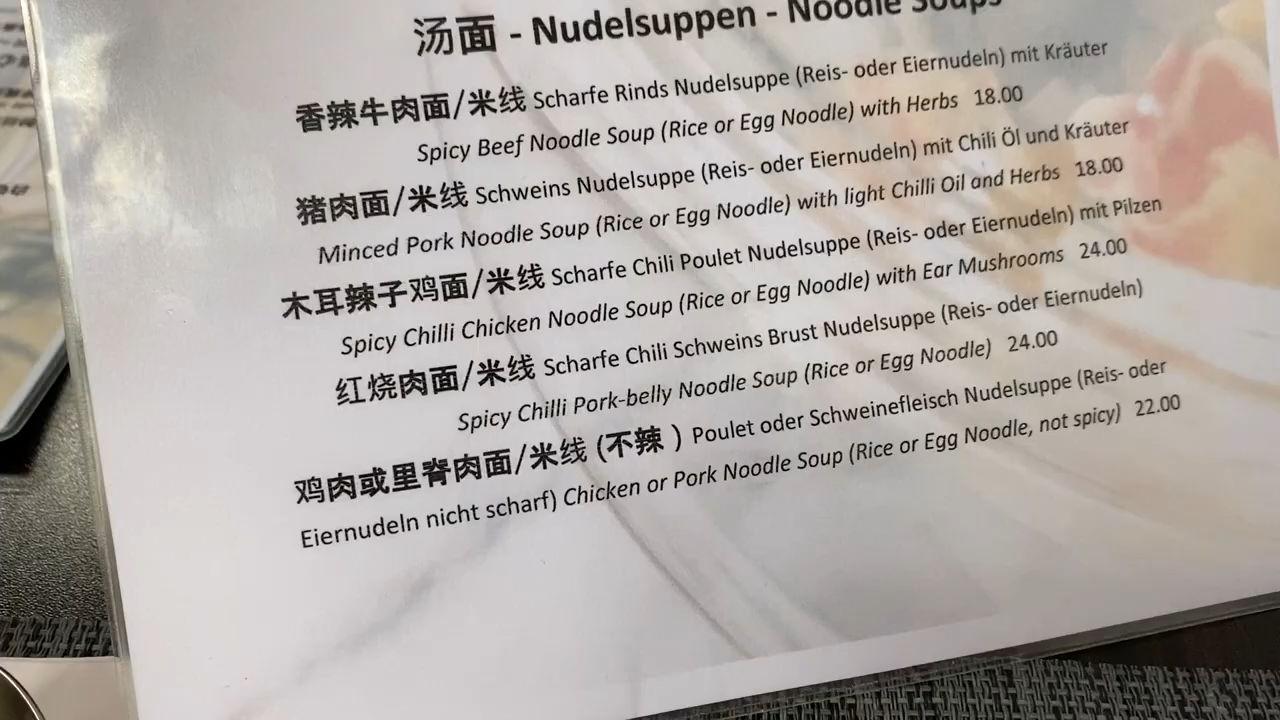 汤面 - Nudelsuppen - Noodle Soups
香辣牛肉面/米线 Scharfe Rinds Nudelsuppe (Reis- oder Eiernudeln) mit Kräuter
Spicy Beef Noodle Soup (Rice or Egg Noodle) with Herbs 18.00
猪肉面/米线 Schweins Nudelsuppe (Reis- oder Eiernudeln) mit Chili Öl und Kräuter
Minced Pork Noodle Soup (Rice or Egg Noodle) with light Chilli Oil and Herbs 18.00
木耳辣子鸡面/米线 Scharfe Chili Poulet Nudelsuppe (Reis- oder Eiernudeln) mit Pilzen
Spicy Chilli Chicken Noodle Soup (Rice or Egg Noodle) with Ear Mushrooms 24.00
红烧肉面/米线 Scharfe Chili Schweins Brust Nudelsuppe (Reis- oder Eiernudeln)
Spicy Chilli Pork-belly Noodle Soup (Rice or Egg Noodle) 24.00
鸡肉或里脊肉面/米线 (不辣 ) Poulet oder Schweinefleisch Nudelsuppe (Reis- oder
Eiernudeln nicht scharf) Chicken or Pork Noodle Soup (Rice or Egg Noodle, not spicy) 22.00